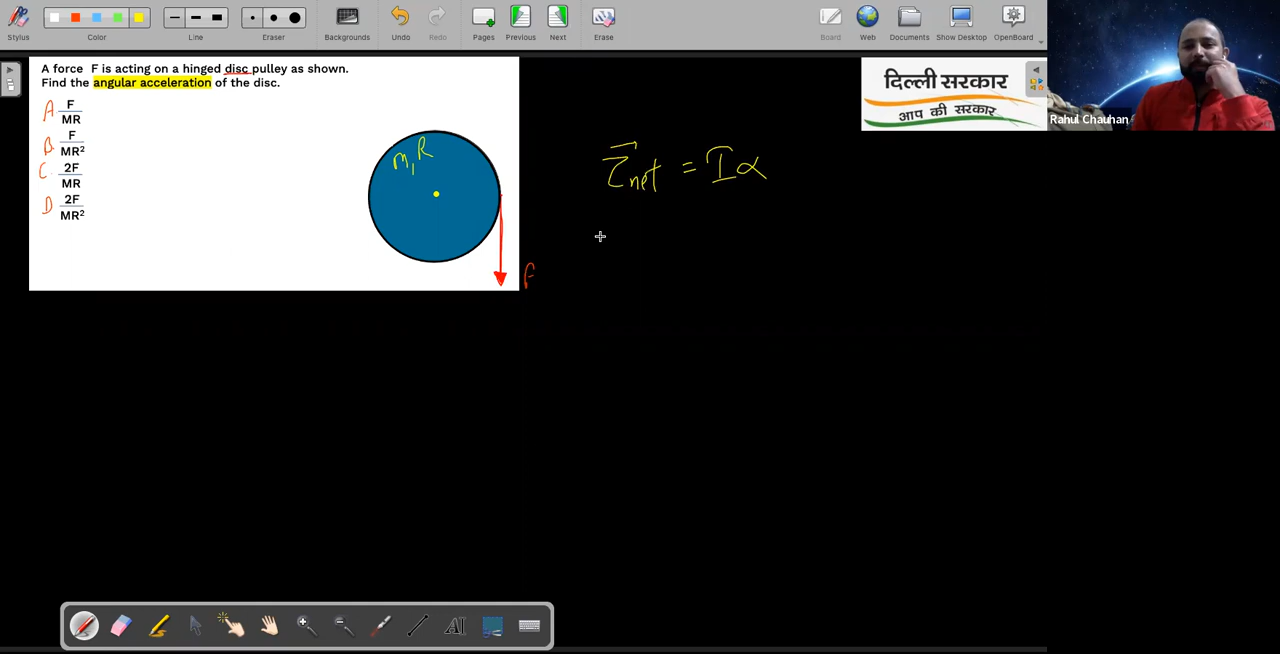 Stylus
Color
Line
Eraser
Backgrounds
Undo
Redo
Pages
Previous
Next
Erase
Board
Web
Documents
Show Desktop
OpenBoard
A force F is acting on a hinged disc pulley as shown.
Find the angular acceleration of the disc.
A F/MR
B. F/MR²
C. 2F/MR
D 2F/MR²
m, R
F
τ⃗net = Iα
दिल्ली सरकार
आप की सरकार
Rahul Chauhan
AI